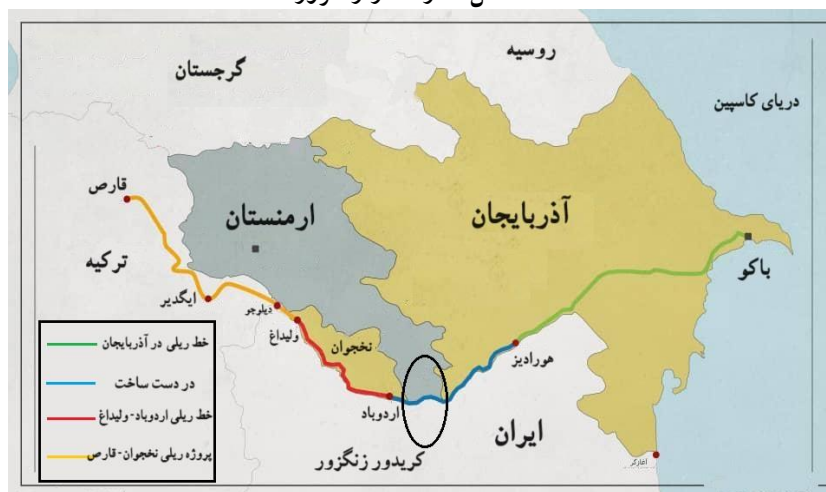 روسیه
گرجستان
دریای کاسپین
قارص
ارمنستان
آذربایجان
ترکیه
باکو
ایگدیر
دیلوجو
ولیداغ
نخجوان
هورادیز
اردوباد
ایران
کریدور زنگزور
خط ریلی در آذربایجان
در دست ساخت
خط ریلی اردوباد- ولیداغ
پروژه ریلی نخجوان- قارص